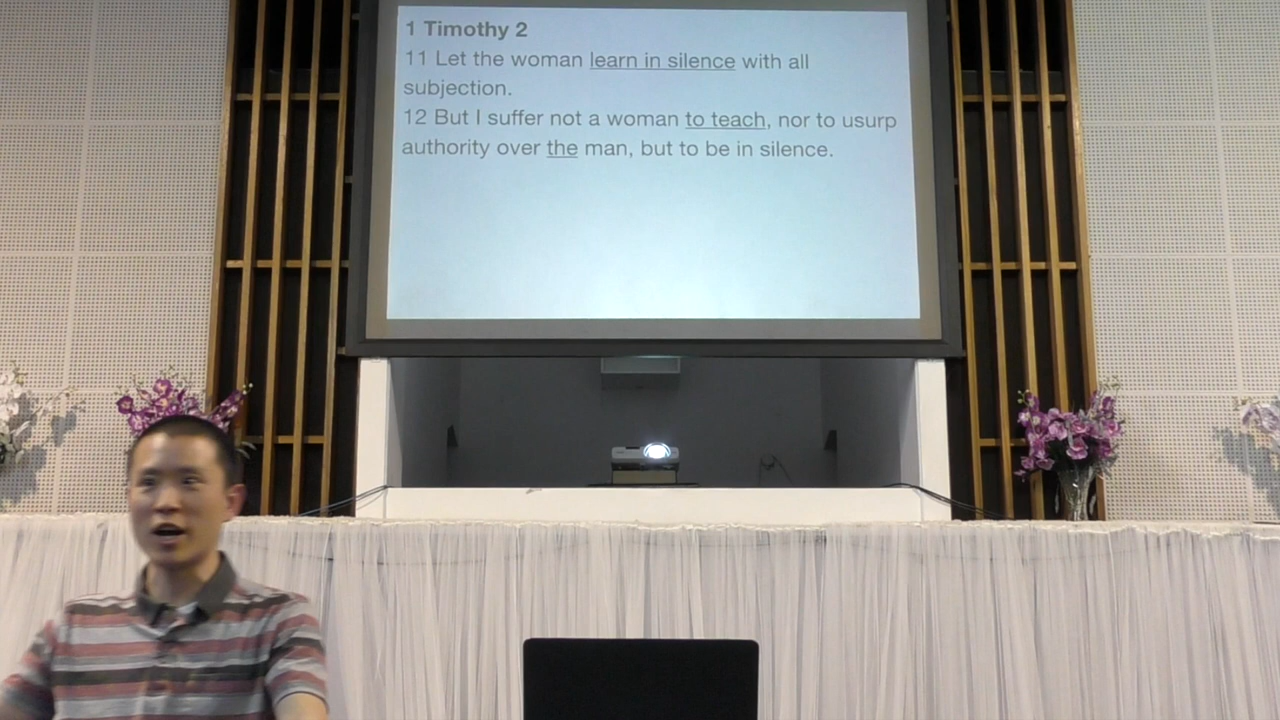 1 Timothy 2
11 Let the woman learn in silence with all
subjection.
12 But I suffer not a woman to teach, nor to usurp
authority over the man, but to be in silence.